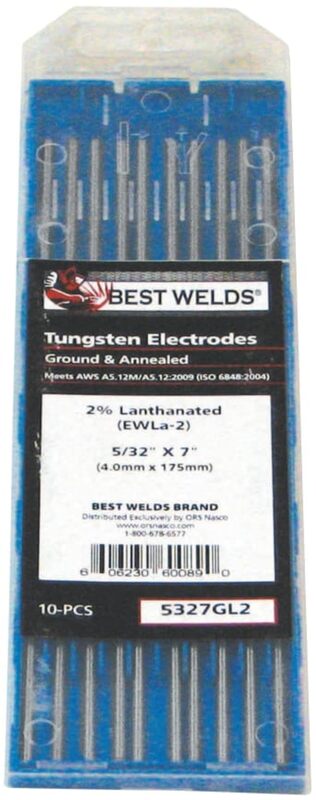 BEST WELDS®
Tungsten Electrodes
Ground & Annealed
Meets AWS A5.12M/A5.12:2009 (ISO 6848:2004)
2% Lanthanated
(EWLa-2)
5/32" X 7"
(4.0mm x 175mm)
BEST WELDS BRAND
Distributed Exclusively by ORS Nasco
www.orsnasco.com
1-800-678-6577
6 06230 60089 0
10-PCS 5327GL2